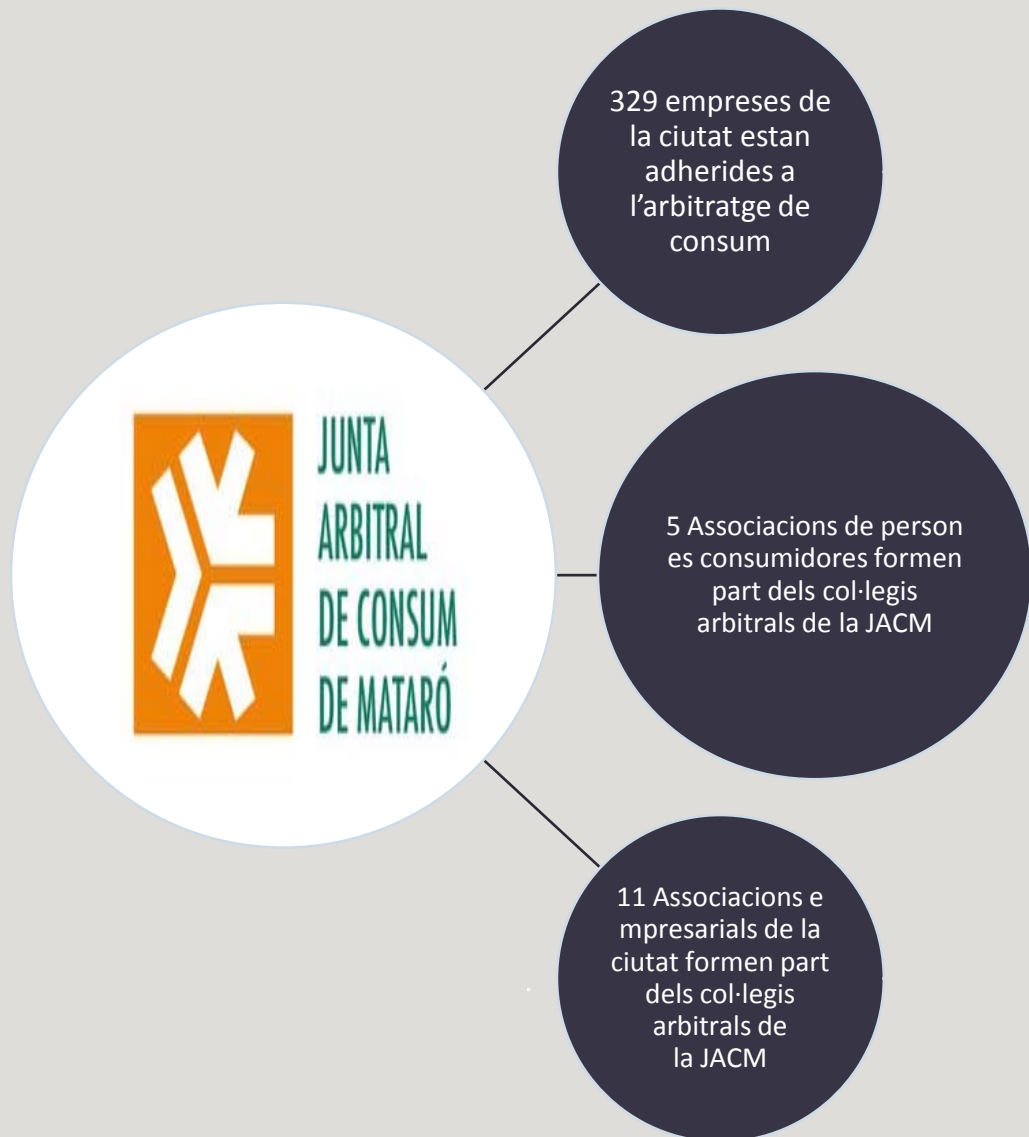 329 empreses de
la ciutat estan
adherides a
l’arbitratge de
consum
JUNTA
ARBITRAL
DE CONSUM
DE MATARÓ
5 Associacions de person
es consumidores formen
part dels col·legis
arbitrals de la JACM
11 Associacions e
mpresarials de la
ciutat formen part
dels col·legis
arbitrals de
la JACM
.